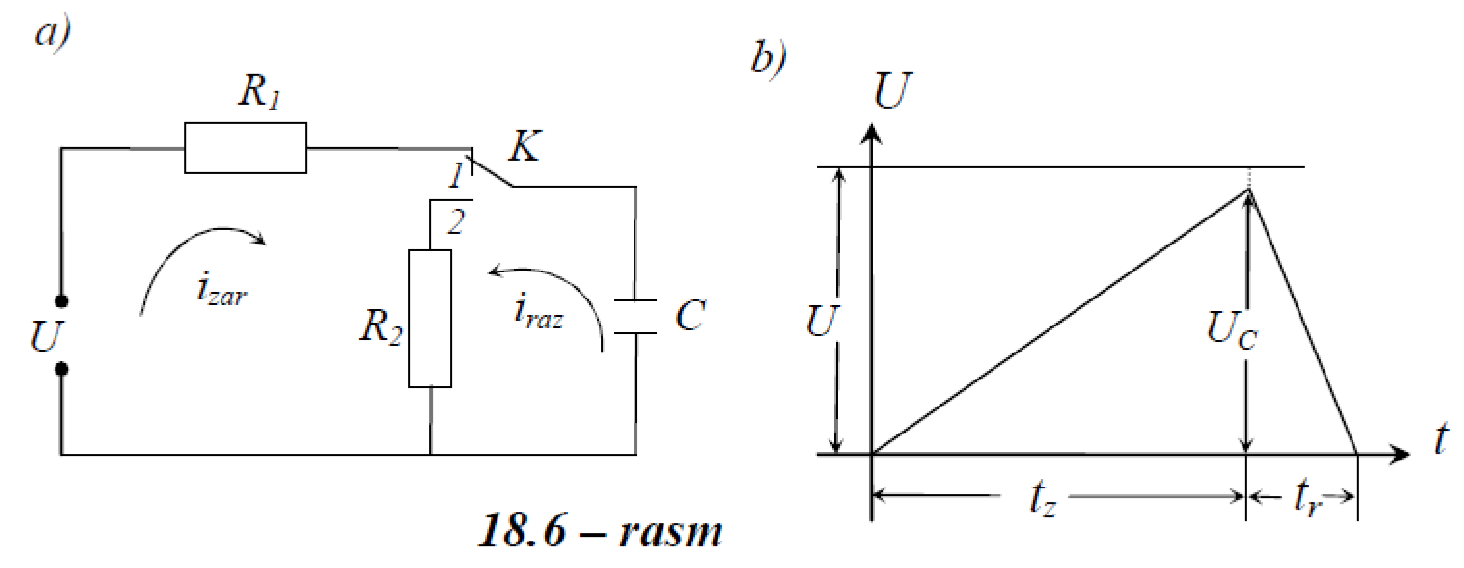 a)
R1
K
1
2
izar
R2
iraz
C
U
b)
U
U
UC
t
tz
tr
18.6 – rasm